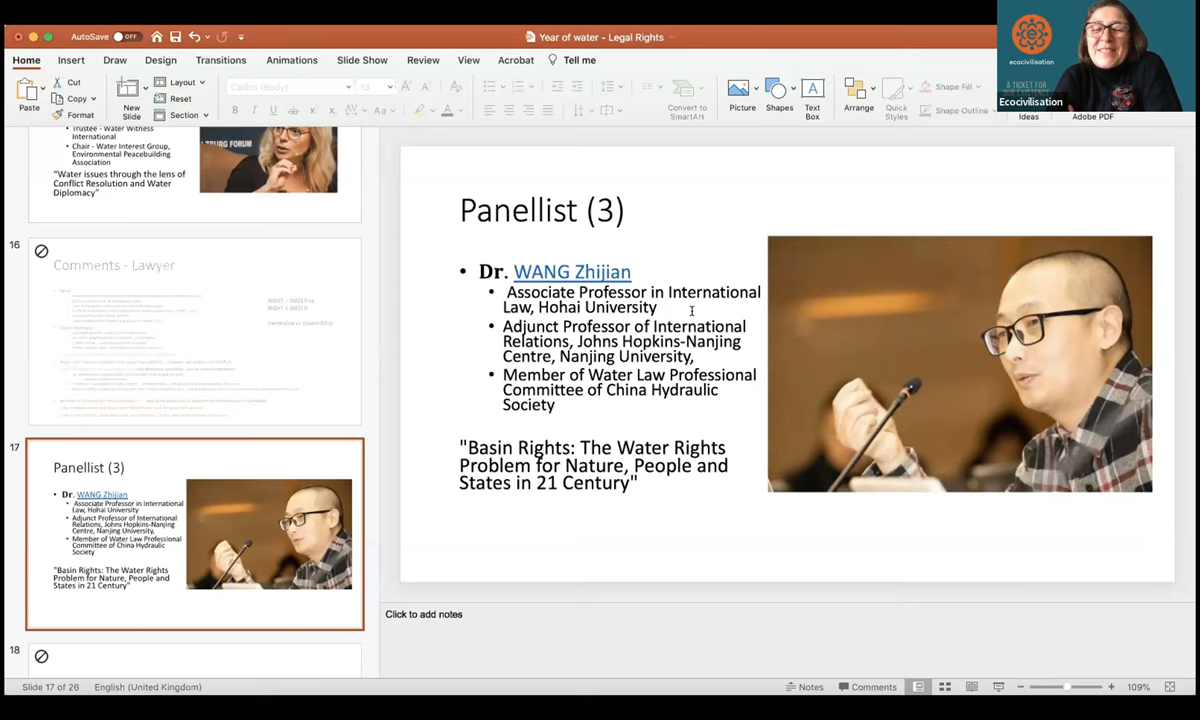 AutoSave OFF
Year of water - Legal Rights
Home Insert Draw Design Transitions Animations Slide Show Review View Acrobat Tell me
Paste
Cut
Copy
Format
New Slide
Layout
Reset
Section
Calibri (Body) 13
B I U ab
Convert to SmartArt
Picture Shapes Text Box
Arrange Quick Styles
Shape Fill
Shape Outline
Ideas
Adobe PDF
ecocivilisation
A TICKET FOR
Ecocivilisation
Trustee - Water Witness
International
Chair - Water Interest Group,
Environmental Peacebuilding
Association
"Water issues through the lens of
Conflict Resolution and Water
Diplomacy"
16
Comments - Lawyer
17
Panellist (3)
• Dr. WANG Zhijian
• Associate Professor in International
Law, Hohai University
• Adjunct Professor of International
Relations, Johns Hopkins-Nanjing
Centre, Nanjing University,
• Member of Water Law Professional
Committee of China Hydraulic
Society
"Basin Rights: The Water Rights
Problem for Nature, People and
States in 21 Century"
18
Panellist (3)
• Dr. WANG Zhijian
• Associate Professor in International
Law, Hohai University
• Adjunct Professor of International
Relations, Johns Hopkins-Nanjing
Centre, Nanjing University,
• Member of Water Law Professional
Committee of China Hydraulic
Society
"Basin Rights: The Water Rights
Problem for Nature, People and
States in 21 Century"
Click to add notes
Slide 17 of 26 English (United Kingdom)
Notes Comments 109%